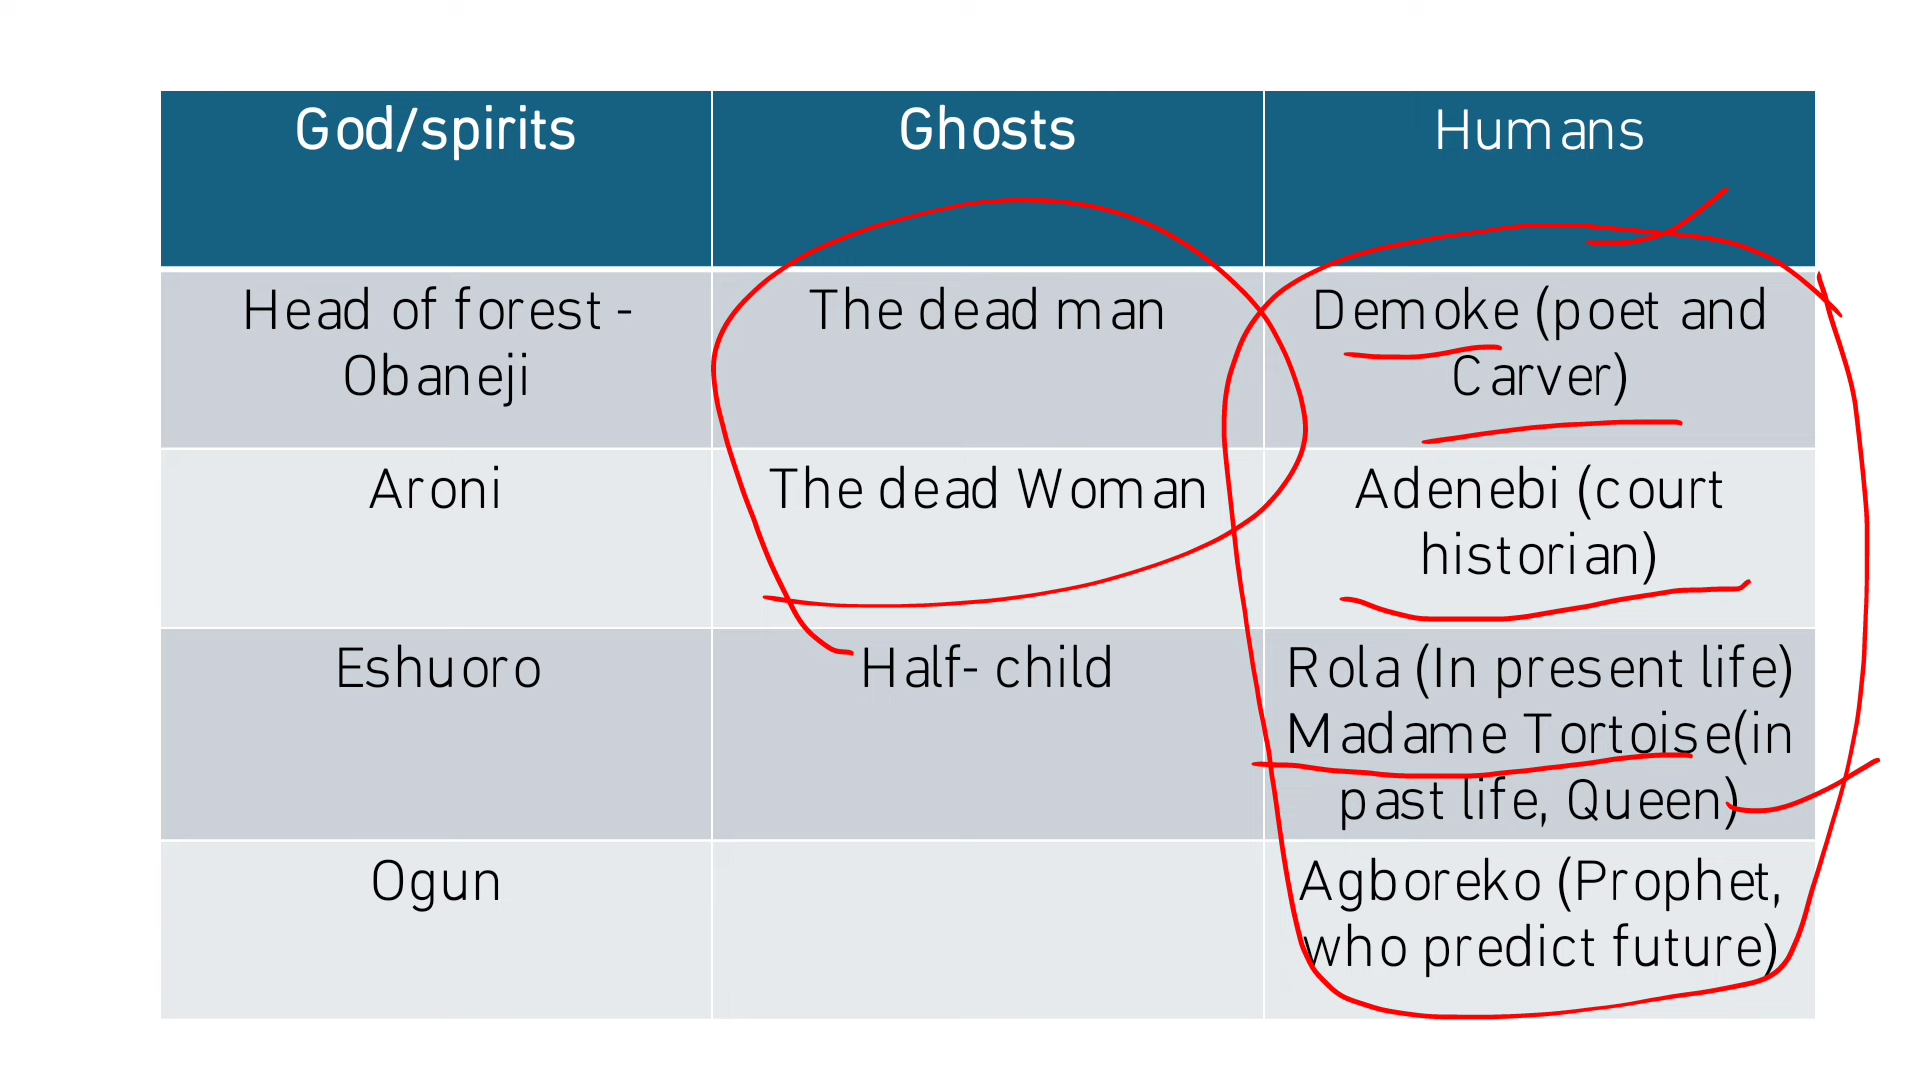 God/spirits
Ghosts
Humans
Head of forest -
Obaneji
The dead man
Demoke (poet and
Carver)
Aroni
The dead Woman
Adenebi (court
historian)
Eshuoro
Half- child
Rola (In present life)
Madame Tortoise(in
past life, Queen)
Ogun
Agboreko (Prophet,
who predict future)